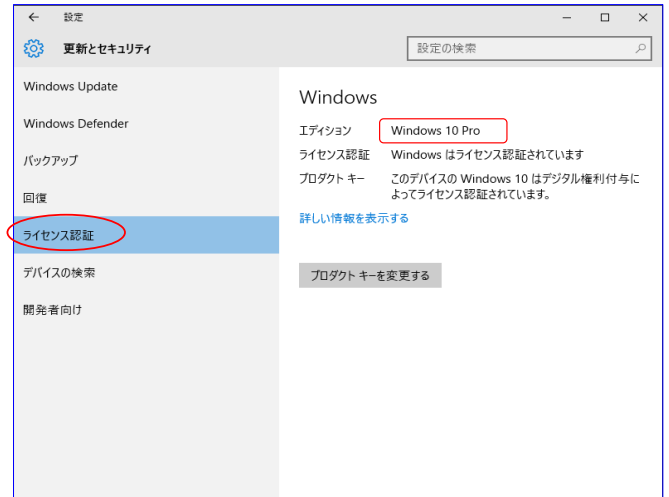 設定
更新とセキュリティ
設定の検索
Windows Update
Windows Defender
バックアップ
回復
ライセンス認証
デバイスの検索
開発者向け
Windows
エディション Windows 10 Pro
ライセンス認証 Windows はライセンス認証されています
プロダクト キー このデバイスの Windows 10 はデジタル権利付与に
よってライセンス認証されています。
詳しい情報を表示する
プロダクト キーを変更する